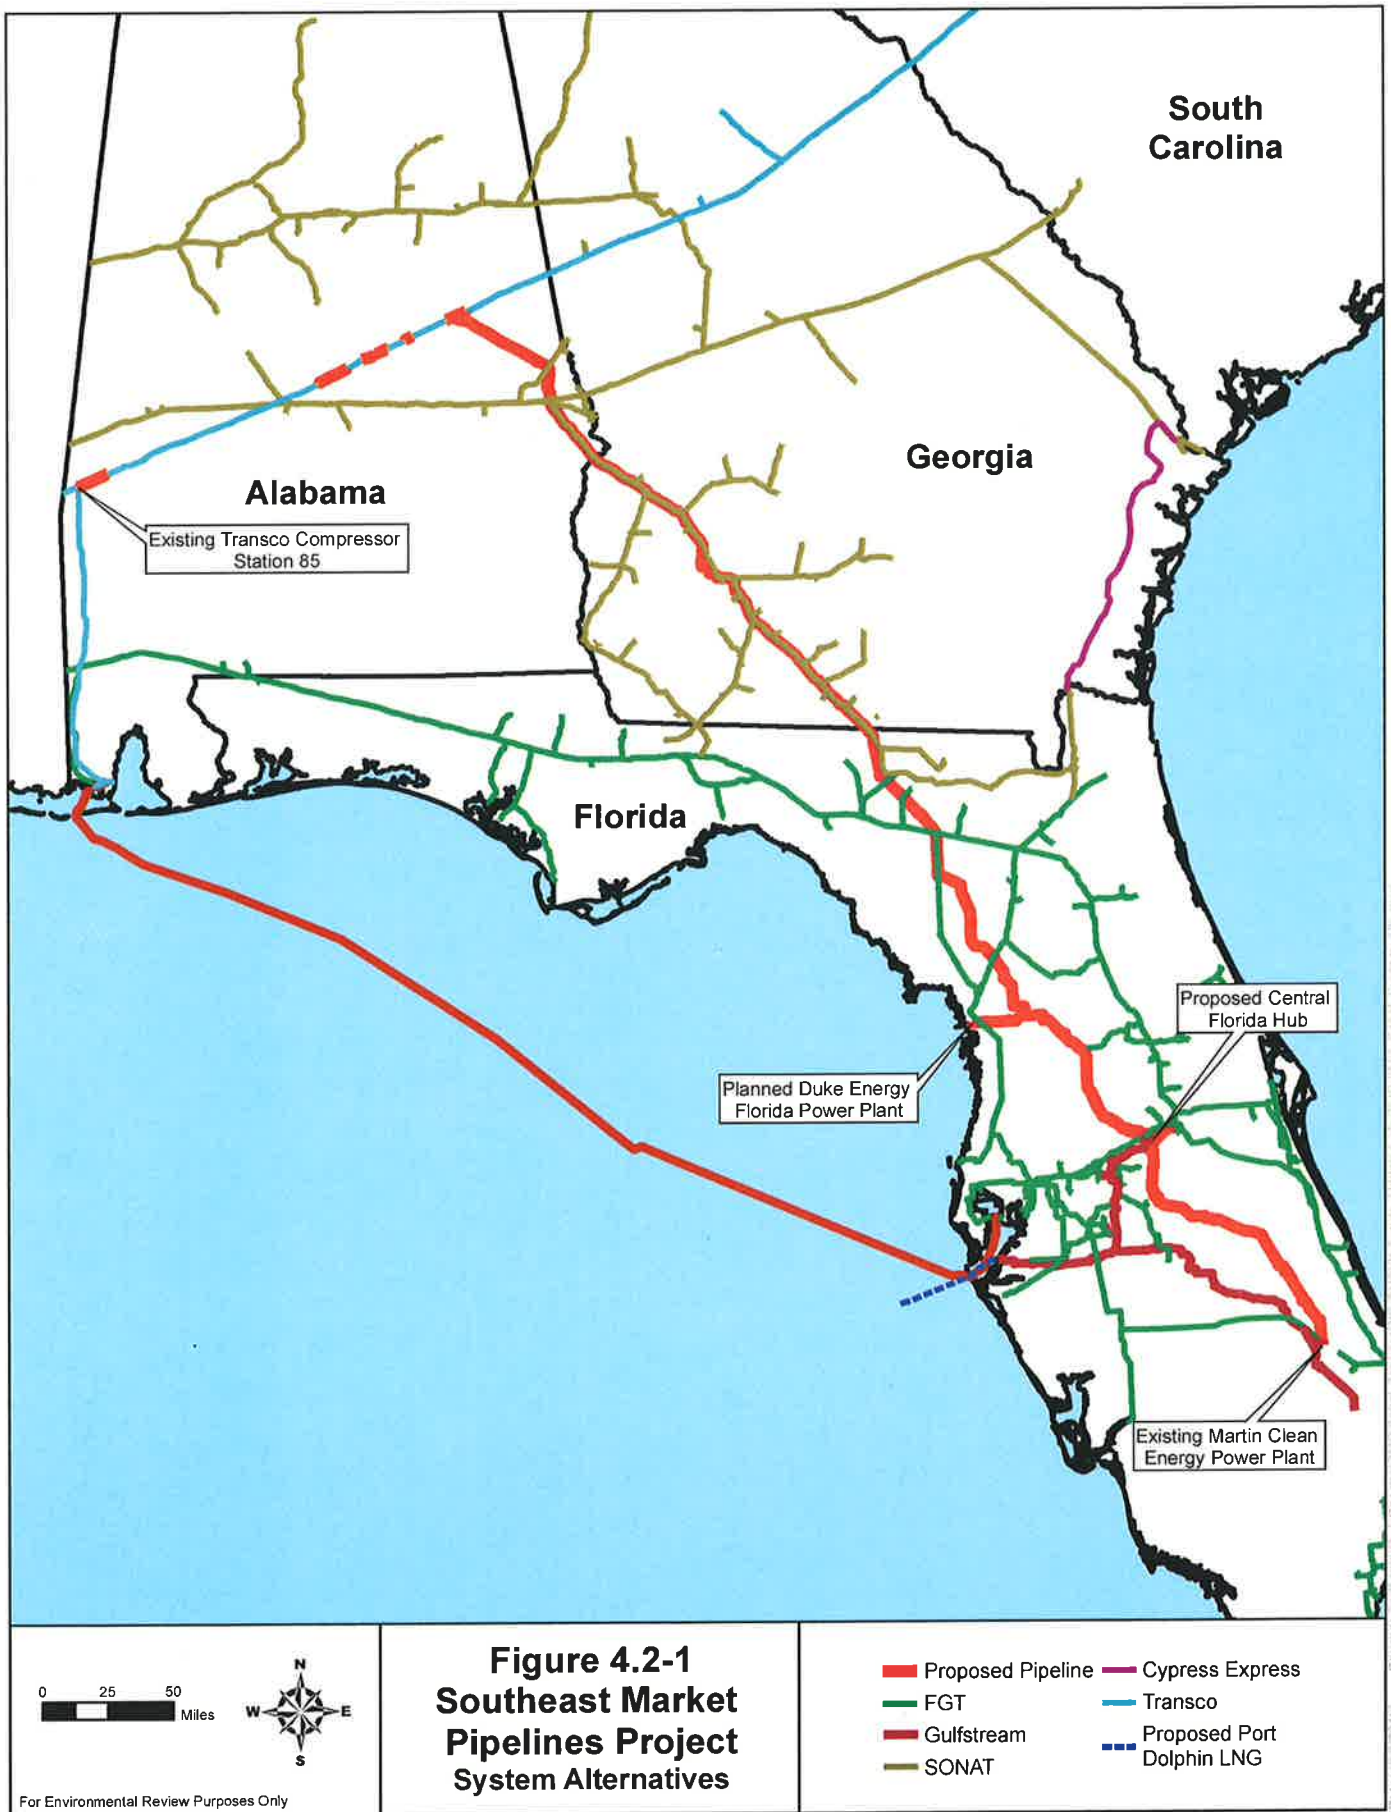 South
Carolina
Georgia
Alabama
Existing Transco Compressor
Station 85
Florida
Proposed Central
Florida Hub
Planned Duke Energy
Florida Power Plant
Existing Martin Clean
Energy Power Plant
0 25 50
Miles
N
W E
S
For Environmental Review Purposes Only
Figure 4.2-1
Southeast Market
Pipelines Project
System Alternatives
Proposed Pipeline
FGT
Gulfstream
SONAT
Cypress Express
Transco
Proposed Port
Dolphin LNG